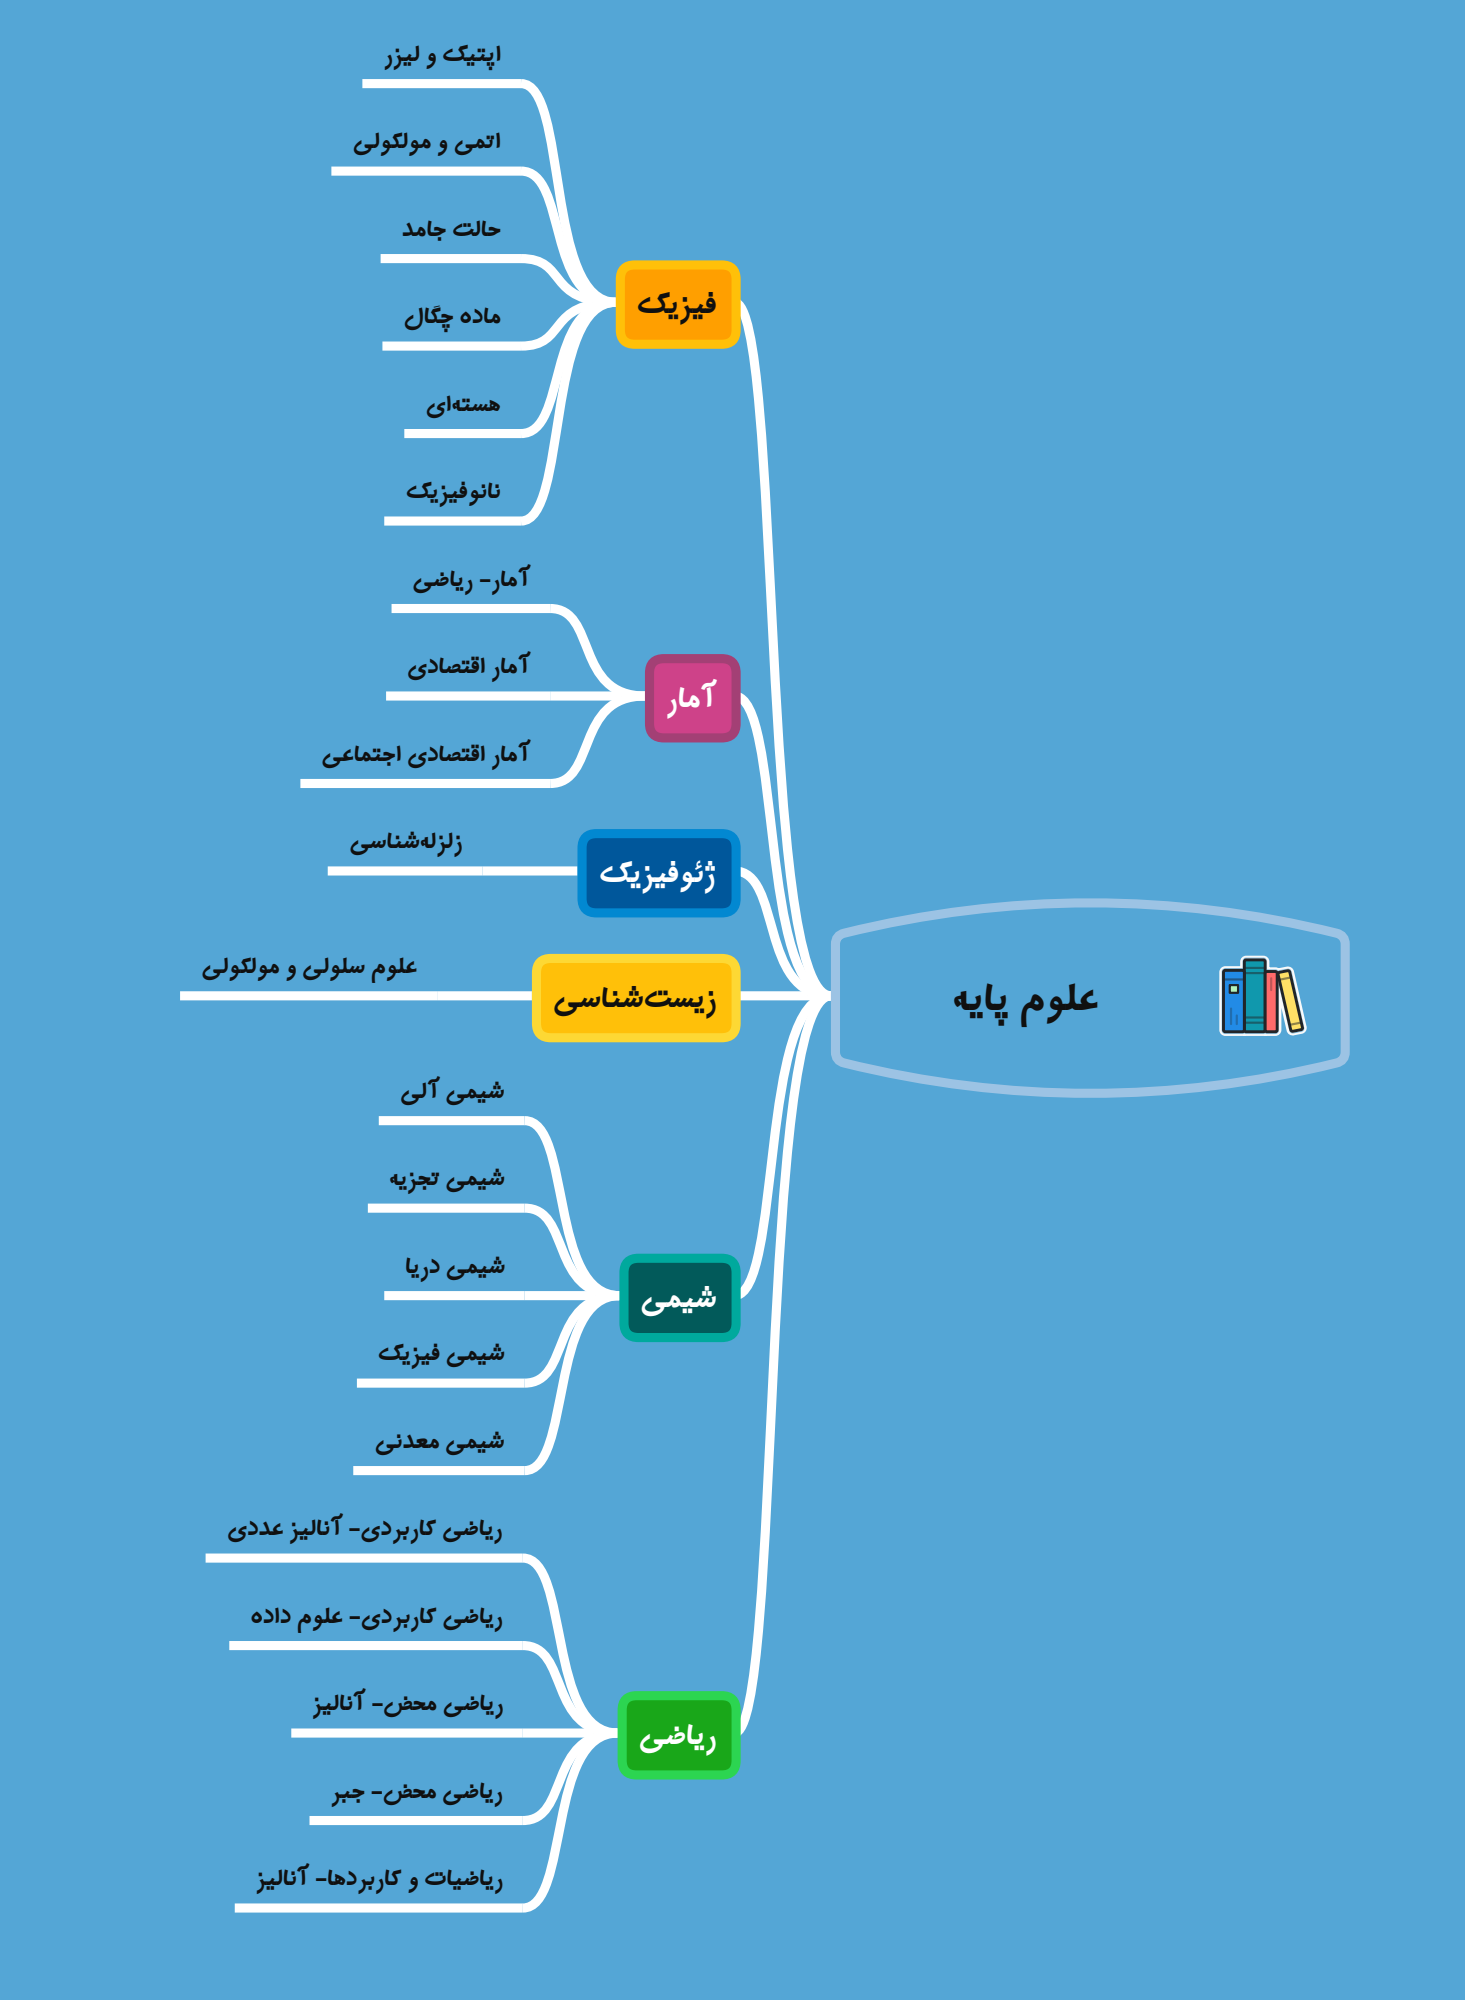 علوم پایه
فیزیک
اپتیک و لیزر
اتمی و مولکولی
حالت جامد
ماده چگال
هسته‌ای
نانوفیزیک
آمار
آمار- ریاضی
آمار اقتصادی
آمار اقتصادی اجتماعی
ژئوفیزیک
زلزله‌شناسی
زیست‌شناسی
علوم سلولی و مولکولی
شیمی
شیمی آلی
شیمی تجزیه
شیمی دریا
شیمی فیزیک
شیمی معدنی
ریاضی
ریاضی کاربردی- آنالیز عددی
ریاضی کاربردی- علوم داده
ریاضی محض- آنالیز
ریاضی محض- جبر
ریاضیات و کاربردها- آنالیز